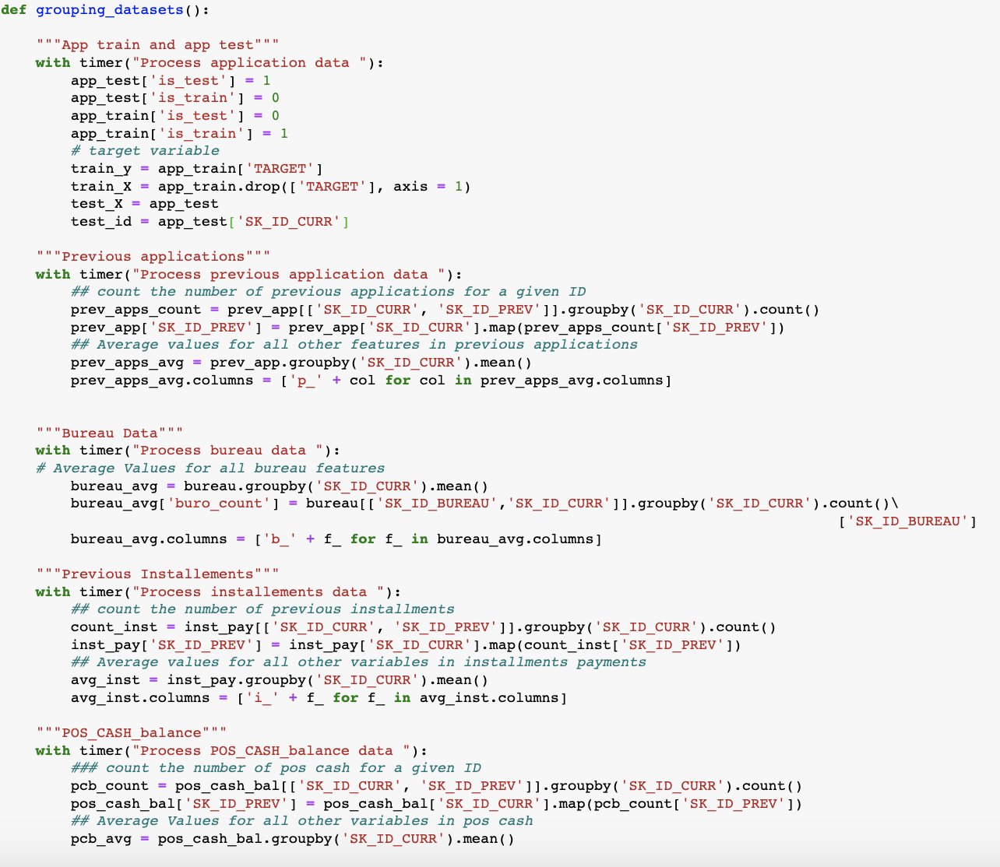 def grouping_datasets():
    """App train and app test"""
    with timer("Process application data "):
        app_test['is_test'] = 1
        app_test['is_train'] = 0
        app_train['is_test'] = 0
        app_train['is_train'] = 1
        # target variable
        train_y = app_train['TARGET']
        train_X = app_train.drop(['TARGET'], axis = 1)
        test_X = app_test
        test_id = app_test['SK_ID_CURR']
    """Previous applications"""
    with timer("Process previous application data "):
        ## count the number of previous applications for a given ID
        prev_apps_count = prev_app[['SK_ID_CURR', 'SK_ID_PREV']].groupby('SK_ID_CURR').count()
        prev_app['SK_ID_PREV'] = prev_app['SK_ID_CURR'].map(prev_apps_count['SK_ID_PREV'])
        ## Average values for all other features in previous applications
        prev_apps_avg = prev_app.groupby('SK_ID_CURR').mean()
        prev_apps_avg.columns = ['p_' + col for col in prev_apps_avg.columns]
    """Bureau Data"""
    with timer("Process bureau data "):
    # Average Values for all bureau features
        bureau_avg = bureau.groupby('SK_ID_CURR').mean()
        bureau_avg['buro_count'] = bureau[['SK_ID_BUREAU','SK_ID_CURR']].groupby('SK_ID_CURR').count()\
                                                                                            ['SK_ID_BUREAU']
        bureau_avg.columns = ['b_' + f_ for f_ in bureau_avg.columns]
    """Previous Installements"""
    with timer("Process installements data "):
        ## count the number of previous installments
        count_inst = inst_pay[['SK_ID_CURR', 'SK_ID_PREV']].groupby('SK_ID_CURR').count()
        inst_pay['SK_ID_PREV'] = inst_pay['SK_ID_CURR'].map(count_inst['SK_ID_PREV'])
        ## Average values for all other variables in installments payments
        avg_inst = inst_pay.groupby('SK_ID_CURR').mean()
        avg_inst.columns = ['i_' + f_ for f_ in avg_inst.columns]
    """POS_CASH_balance"""
    with timer("Process POS_CASH_balance data "):
        ### count the number of pos cash for a given ID
        pcb_count = pos_cash_bal[['SK_ID_CURR', 'SK_ID_PREV']].groupby('SK_ID_CURR').count()
        pos_cash_bal['SK_ID_PREV'] = pos_cash_bal['SK_ID_CURR'].map(pcb_count['SK_ID_PREV'])
        ## Average Values for all other variables in pos cash
        pcb_avg = pos_cash_bal.groupby('SK_ID_CURR').mean()